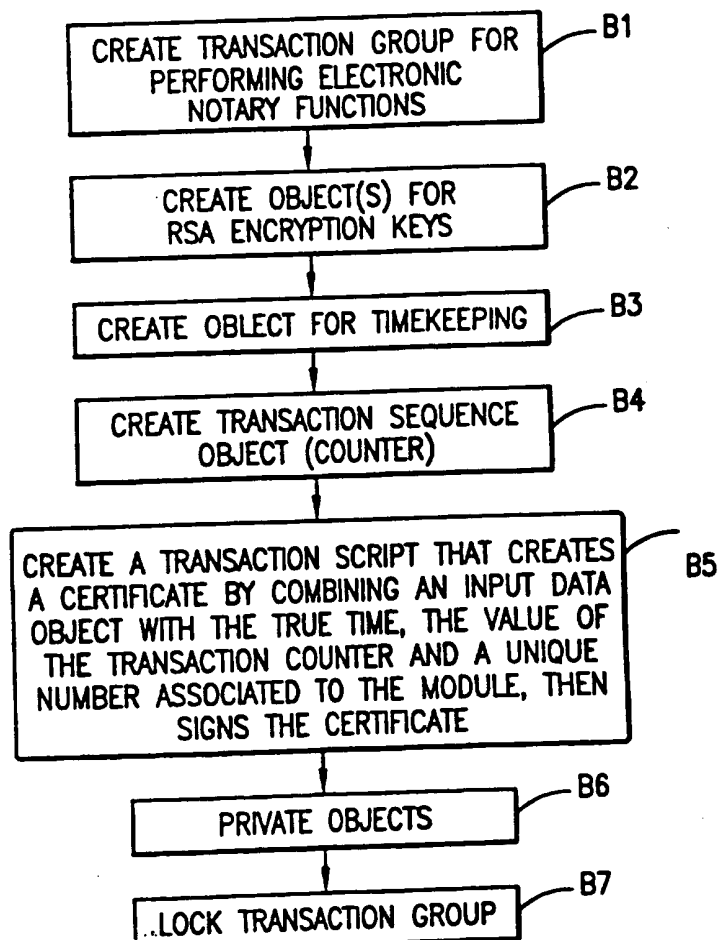 CREATE TRANSACTION GROUP FOR
PERFORMING ELECTRONIC
NOTARY FUNCTIONS
B1
CREATE OBJECT(S) FOR
RSA ENCRYPTION KEYS
B2
CREATE OBLECT FOR TIMEKEEPING
B3
CREATE TRANSACTION SEQUENCE
OBJECT (COUNTER)
B4
CREATE A TRANSACTION SCRIPT THAT CREATES
A CERTIFICATE BY COMBINING AN INPUT DATA
OBJECT WITH THE TRUE TIME, THE VALUE OF
THE TRANSACTION COUNTER AND A UNIQUE
NUMBER ASSOCIATED TO THE MODULE, THEN
SIGNS THE CERTIFICATE
B5
PRIVATE OBJECTS
B6
LOCK TRANSACTION GROUP
B7